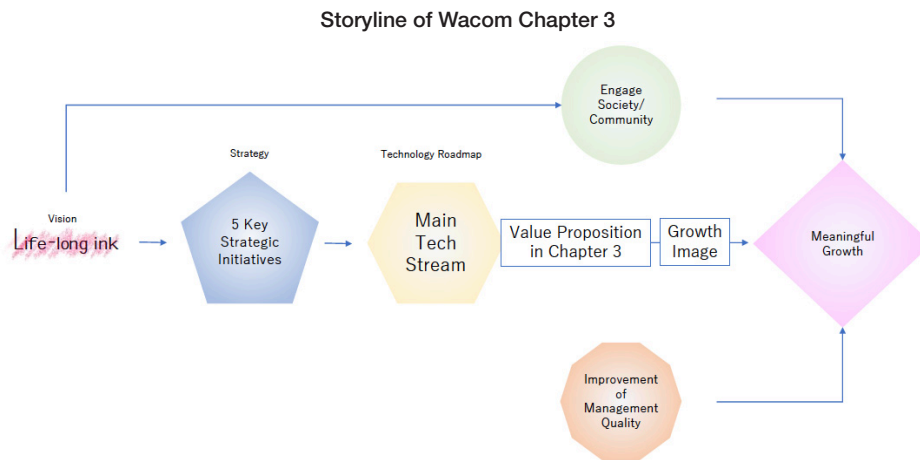 Storyline of Wacom Chapter 3
Engage
Society/
Community
Strategy
Technology Roadmap
Vision
Life-long ink
5 Key
Strategic
Initiatives
Main
Tech
Stream
Value Proposition
in Chapter 3
Growth
Image
Meaningful
Growth
Improvement
of
Management
Quality